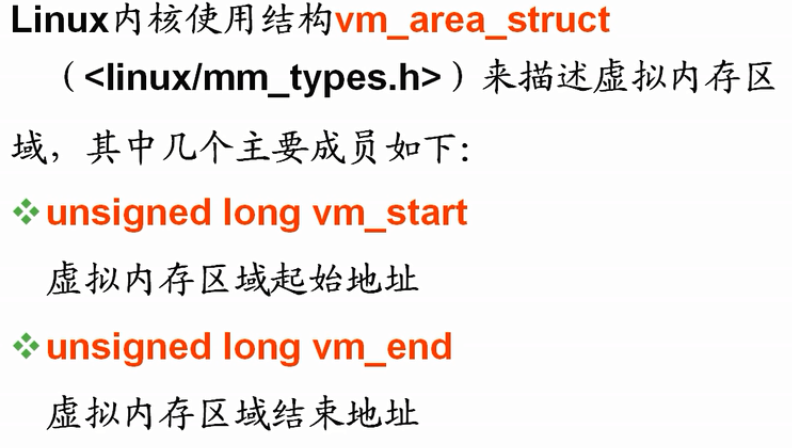 Linux内核使用结构vm_area_struct
（<linux/mm_types.h>）来描述虚拟内存区
域，其中几个主要成员如下：
❖unsigned long vm_start
虚拟内存区域起始地址
❖unsigned long vm_end
虚拟内存区域结束地址